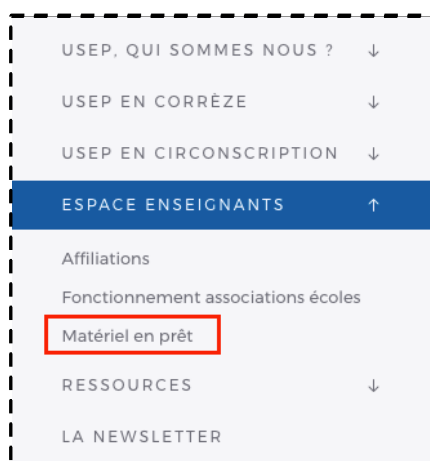 USEP, QUI SOMMES NOUS ? ↓
USEP EN CORRÈZE ↓
USEP EN CIRCONSCRIPTION ↓
ESPACE ENSEIGNANTS ↑
Affiliations
Fonctionnement associations écoles
Matériel en prêt
RESSOURCES ↓
LA NEWSLETTER